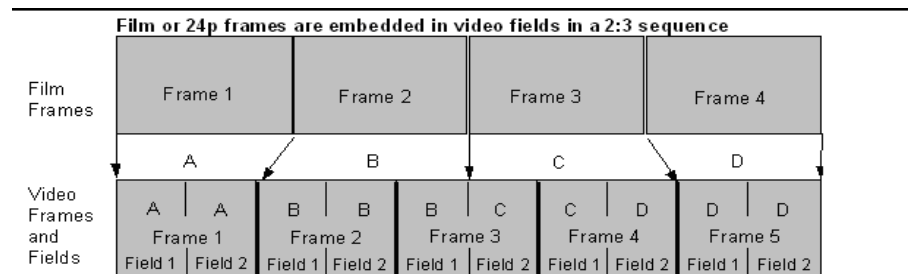 Film or 24p frames are embedded in video fields in a 2:3 sequence
Film
Frames
Frame 1 Frame 2 Frame 3 Frame 4
A B C D
Video
Frames
and
Fields
A A B B B C C D D D
Frame 1 Frame 2 Frame 3 Frame 4 Frame 5
Field 1 Field 2 Field 1 Field 2 Field 1 Field 2 Field 1 Field 2 Field 1 Field 2